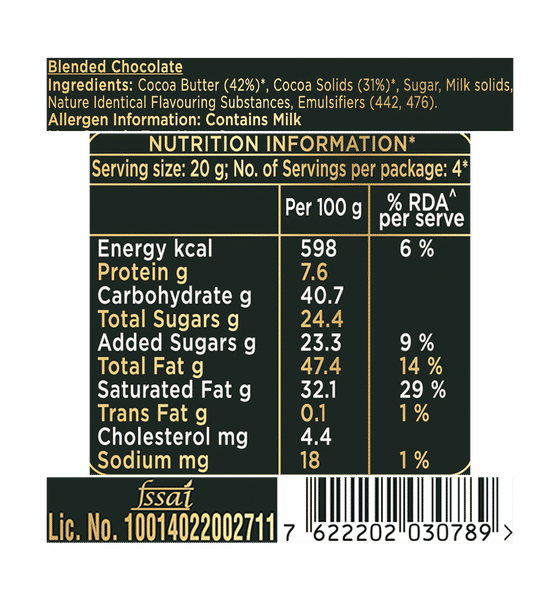 Blended Chocolate
Ingredients: Cocoa Butter (42%)*, Cocoa Solids (31%)*, Sugar, Milk solids,
Nature Identical Flavouring Substances, Emulsifiers (442, 476).
Allergen Information: Contains Milk
NUTRITION INFORMATION*
Serving size: 20 g; No. of Servings per package: 4*
Per 100 g % RDA^ per serve
Energy kcal 598 6 %
Protein g 7.6
Carbohydrate g 40.7
Total Sugars g 24.4
Added Sugars g 23.3 9 %
Total Fat g 47.4 14 %
Saturated Fat g 32.1 29 %
Trans Fat g 0.1 1 %
Cholesterol mg 4.4
Sodium mg 18 1 %
fssai
Lic. No. 10014022002711
7 622202 030789 >